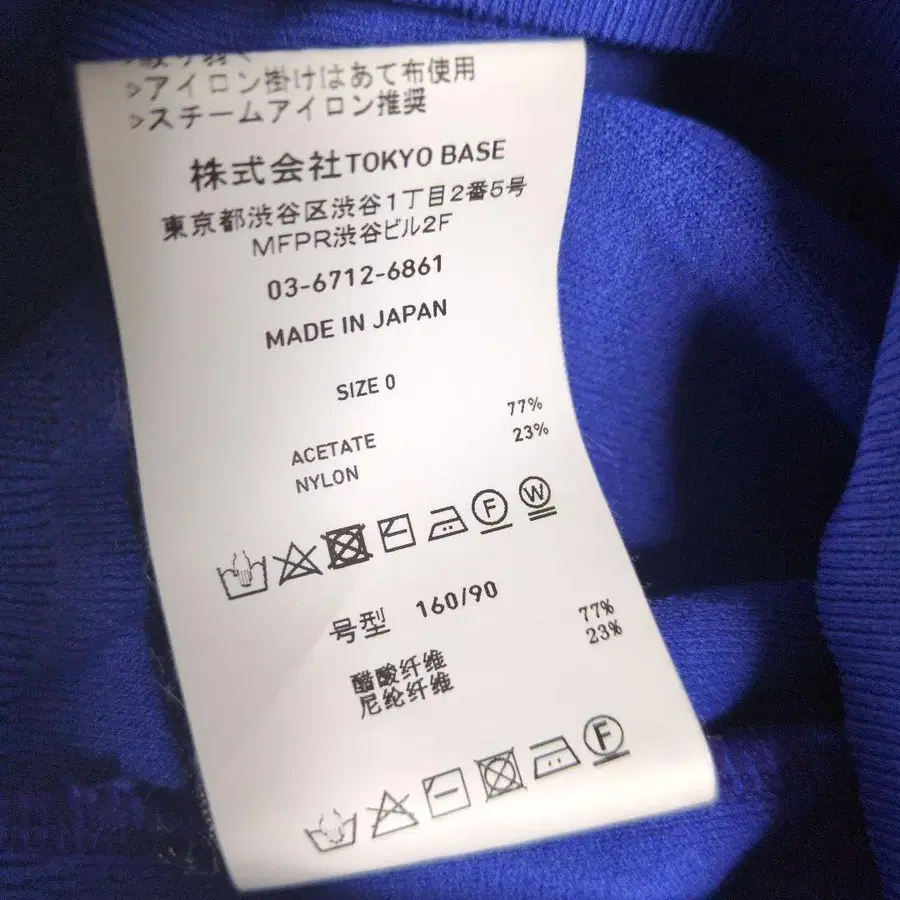 >アイロン掛けはあて布使用
>スチームアイロン推奨
株式会社TOKYO BASE
東京都渋谷区渋谷1丁目2番5号
MFPR渋谷ビル2F
03-6712-6861
MADE IN JAPAN
SIZE 0
ACETATE 77%
NYLON 23%
F W
号型 160/90
醋酸纤维 77%
尼纶纤维 23%
F